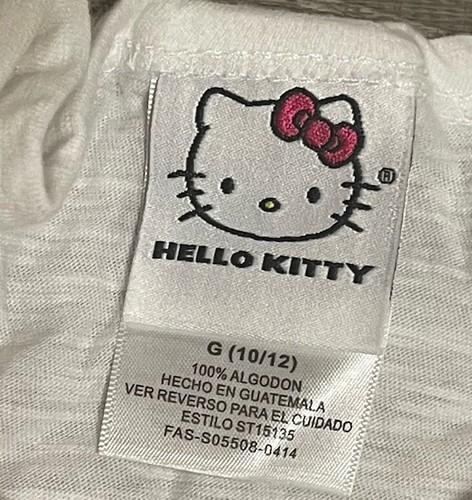 ®
HELLO KITTY
G (10/12)
100% ALGODON
HECHO EN GUATEMALA
VER REVERSO PARA EL CUIDADO
ESTILO ST15135
FAS-S05508-0414